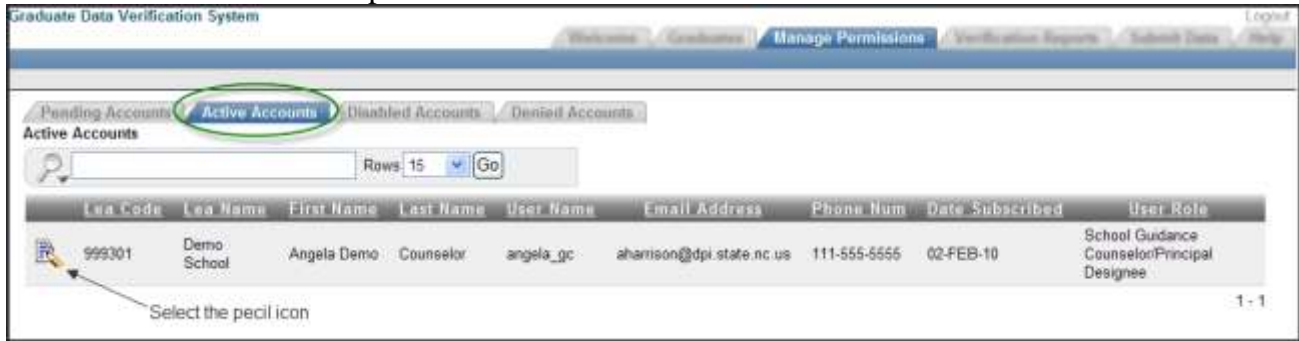 Graduate Data Verification System
Logout
Welcome Graduates Manage Permissions Verification Reports Submit Data Help
Pending Accounts Active Accounts Disabled Accounts Denied Accounts
Active Accounts
Rows 15 Go
Lea Code Lea Name First Name Last Name User Name Email Address Phone Num Date Subscribed User Role
999301 Demo School Angela Demo Counselor angela_gc aharrison@dpi.state.nc.us 111-555-5555 02-FEB-10 School Guidance Counselor/Principal Designee
1 - 1
Select the pecil icon